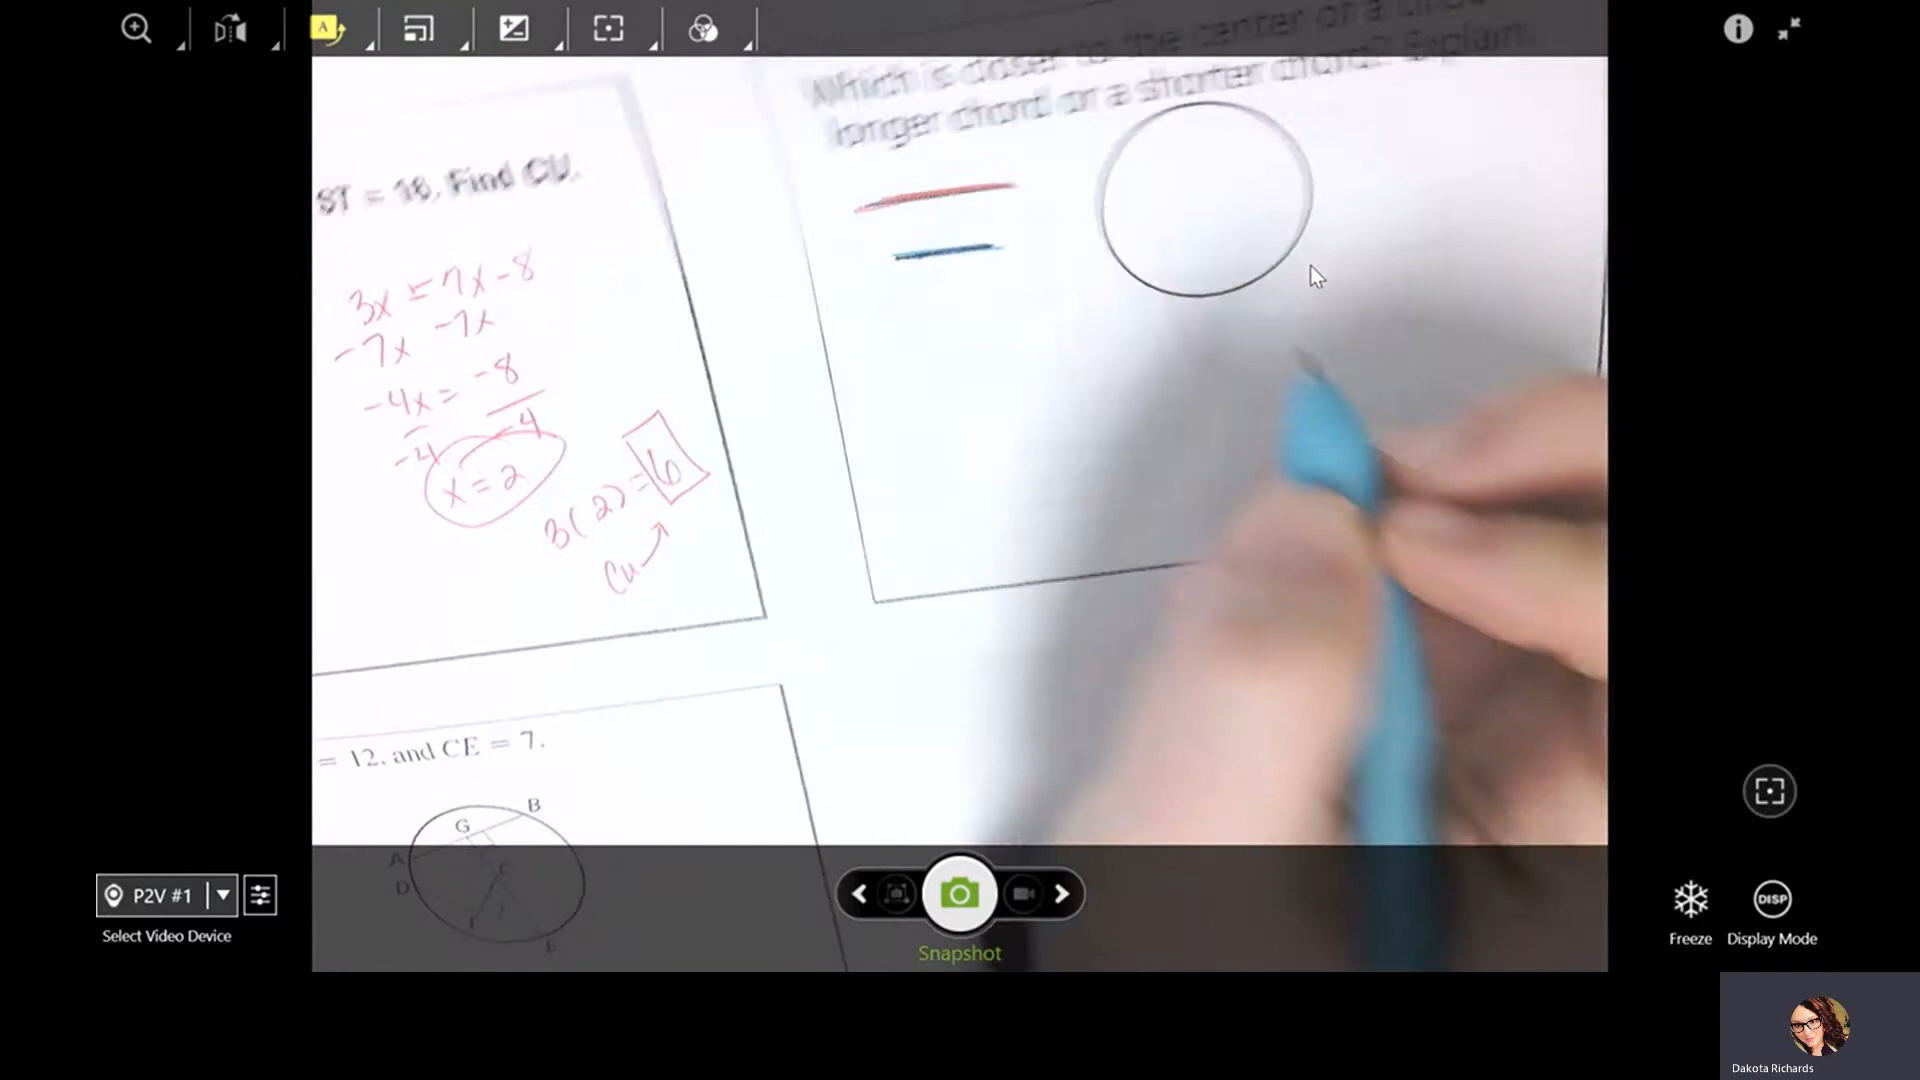 A
Which is closer to the center of a circle
longer chord or a shorter chord? Explain.
ST = 18. Find CU.
3x = 7x - 8
-7x -7x
-4x = -8
-4 -4
x = 2
3(2) = 6
CU
= 12, and CE = 7.
B
G
A
C
D
F
E
P2V #1
Select Video Device
Snapshot
DISP
Freeze
Display Mode
Dakota Richards